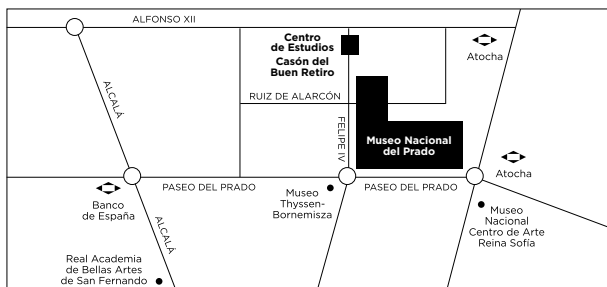 ALFONSO XII
Centro
de Estudios
Casón del
Buen Retiro
Atocha
ALCALÁ
RUIZ DE ALARCÓN
FELIPE IV
Museo Nacional
del Prado
Atocha
PASEO DEL PRADO
PASEO DEL PRADO
Banco
de España
Museo
Thyssen-
Bornemisza
Museo
Nacional
Centro de Arte
Reina Sofía
ALCALÁ
Real Academia
de Bellas Artes
de San Fernando